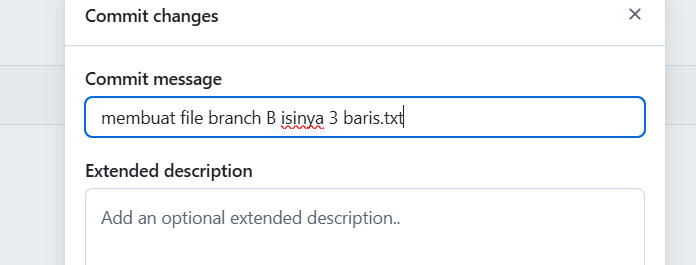 Commit changes
Commit message
membuat file branch B isinya 3 baris.txt
Extended description
Add an optional extended description..